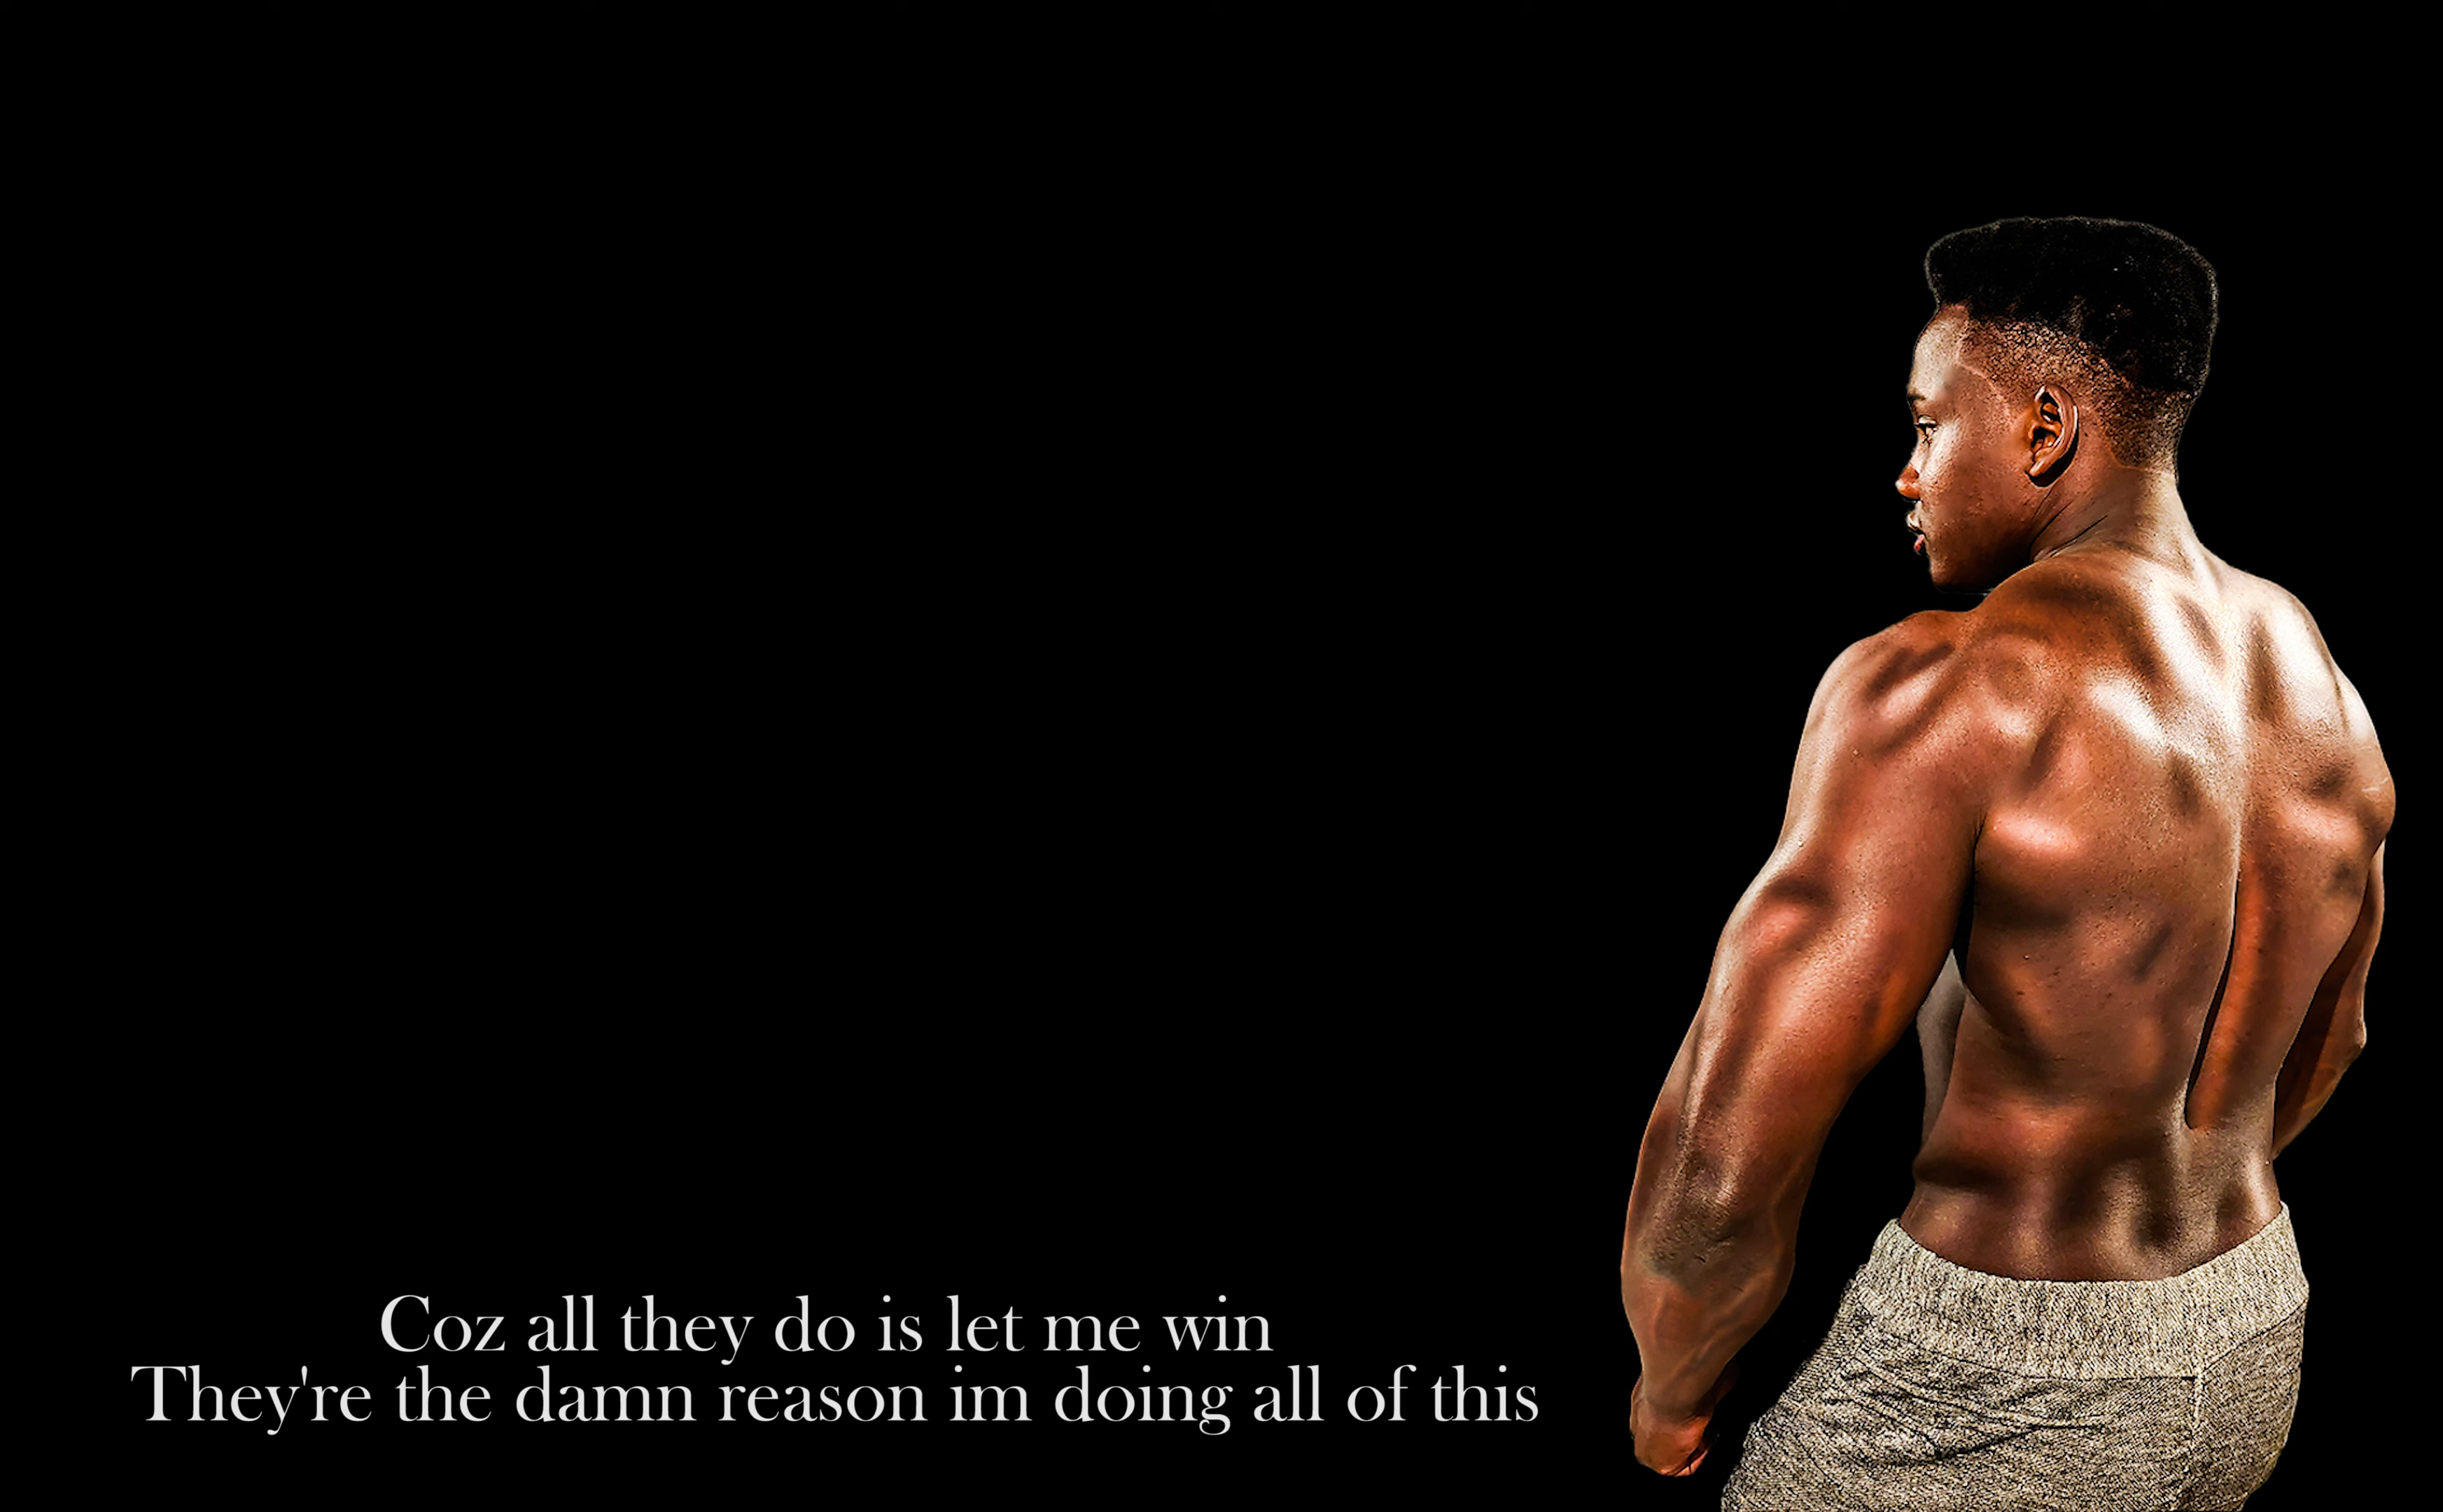 Coz all they do is let me win
They're the damn reason im doing all of this